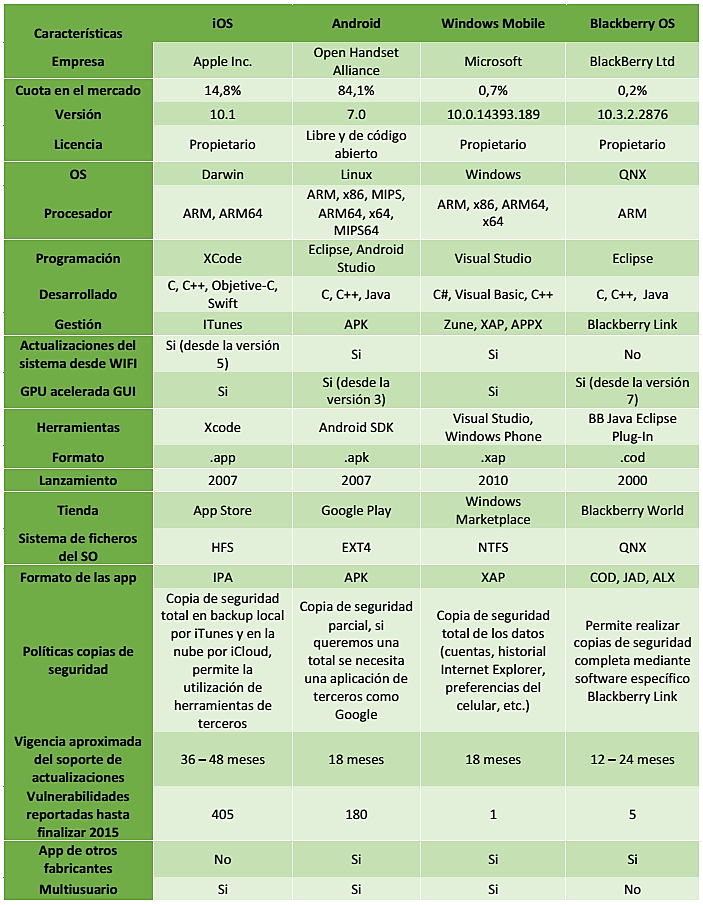 Características iOS Android Windows Mobile Blackberry OS
Empresa Apple Inc. Open Handset Alliance Microsoft BlackBerry Ltd
Cuota en el mercado 14,8% 84,1% 0,7% 0,2%
Versión 10.1 7.0 10.0.14393.189 10.3.2.2876
Licencia Propietario Libre y de código abierto Propietario Propietario
OS Darwin Linux Windows QNX
Procesador ARM, ARM64 ARM, x86, MIPS, ARM64, x64, MIPS64 ARM, x86, ARM64, x64 ARM
Programación XCode Eclipse, Android Studio Visual Studio Eclipse
Desarrollado C, C++, Objetive-C, Swift C, C++, Java C#, Visual Basic, C++ C, C++, Java
Gestión ITunes APK Zune, XAP, APPX Blackberry Link
Actualizaciones del sistema desde WIFI Si (desde la versión 5) Si Si No
GPU acelerada GUI Si Si (desde la versión 3) Si Si (desde la versión 7)
Herramientas Xcode Android SDK Visual Studio, Windows Phone BB Java Eclipse Plug-In
Formato .app .apk .xap .cod
Lanzamiento 2007 2007 2010 2000
Tienda App Store Google Play Windows Marketplace Blackberry World
Sistema de ficheros del SO HFS EXT4 NTFS QNX
Formato de las app IPA APK XAP COD, JAD, ALX
Políticas copias de seguridad Copia de seguridad total en backup local por iTunes y en la nube por iCloud, permite la utilización de herramientas de terceros Copia de seguridad parcial, si queremos una total se necesita una aplicación de terceros como Google Copia de seguridad total de los datos (cuentas, historial Internet Explorer, preferencias del celular, etc.) Permite realizar copias de seguridad completa mediante software específico Blackberry Link
Vigencia aproximada del soporte de actualizaciones 36 – 48 meses 18 meses 18 meses 12 – 24 meses
Vulnerabilidades reportadas hasta finalizar 2015 405 180 1 5
App de otros fabricantes No Si Si Si
Multiusuario Si Si Si No